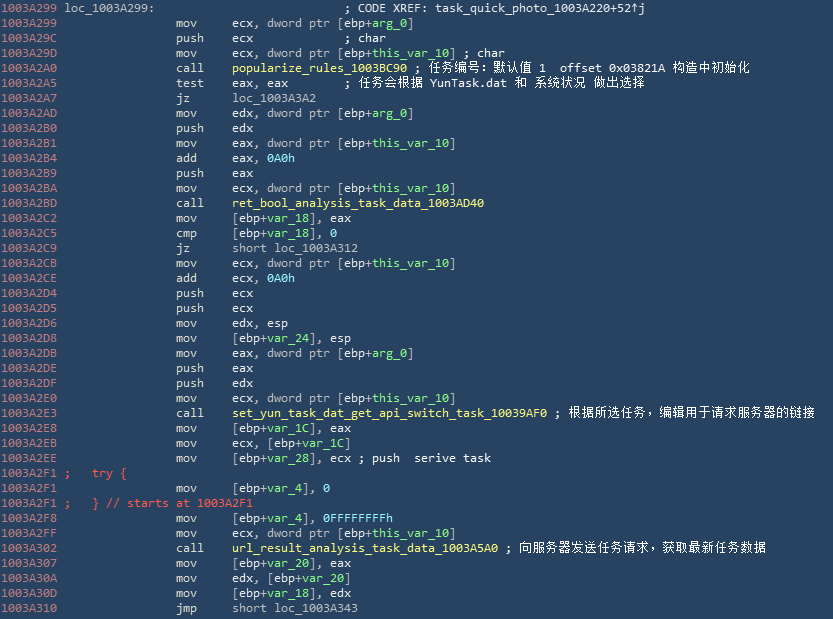 1003A299 loc_1003A299:                           ; CODE XREF: task_quick_photo_1003A220+52↑j
1003A299                 mov     ecx, dword ptr [ebp+arg_0]
1003A29C                 push    ecx             ; char
1003A29D                 mov     ecx, dword ptr [ebp+this_var_10] ; char
1003A2A0                 call    popularize_rules_1003BC90 ; 任务编号：默认值 1  offset 0x03821A 构造中初始化
1003A2A5                 test    eax, eax        ; 任务会根据 YunTask.dat 和 系统状况 做出选择
1003A2A7                 jz      loc_1003A3A2
1003A2AD                 mov     edx, dword ptr [ebp+arg_0]
1003A2B0                 push    edx
1003A2B1                 mov     eax, dword ptr [ebp+this_var_10]
1003A2B4                 add     eax, 0A0h
1003A2B9                 push    eax
1003A2BA                 mov     ecx, dword ptr [ebp+this_var_10]
1003A2BD                 call    ret_bool_analysis_task_data_1003AD40
1003A2C2                 mov     [ebp+var_18], eax
1003A2C5                 cmp     [ebp+var_18], 0
1003A2C9                 jz      short loc_1003A312
1003A2CB                 mov     ecx, dword ptr [ebp+this_var_10]
1003A2CE                 add     ecx, 0A0h
1003A2D4                 push    ecx
1003A2D5                 push    ecx
1003A2D6                 mov     edx, esp
1003A2D8                 mov     [ebp+var_24], esp
1003A2DB                 mov     eax, dword ptr [ebp+arg_0]
1003A2DE                 push    eax
1003A2DF                 push    edx
1003A2E0                 mov     ecx, dword ptr [ebp+this_var_10]
1003A2E3                 call    set_yun_task_dat_get_api_switch_task_10039AF0 ; 根据所选任务，编辑用于请求服务器的链接
1003A2E8                 mov     [ebp+var_1C], eax
1003A2EB                 mov     ecx, [ebp+var_1C]
1003A2EE                 mov     [ebp+var_28], ecx ; push  serive task
1003A2F1 ;   try {
1003A2F1                 mov     [ebp+var_4], 0
1003A2F1 ;   } // starts at 1003A2F1
1003A2F8                 mov     [ebp+var_4], 0FFFFFFFFh
1003A2FF                 mov     ecx, dword ptr [ebp+this_var_10]
1003A302                 call    url_result_analysis_task_data_1003A5A0 ; 向服务器发送任务请求，获取最新任务数据
1003A307                 mov     [ebp+var_20], eax
1003A30A                 mov     edx, [ebp+var_20]
1003A30D                 mov     [ebp+var_18], edx
1003A310                 jmp     short loc_1003A343